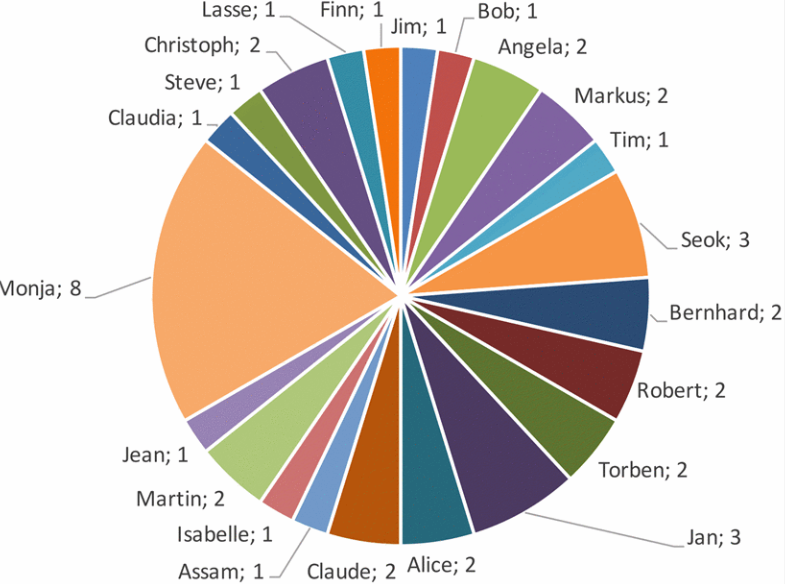 Lasse; 1
Finn; 1
Jim; 1
Bob; 1
Christoph; 2
Angela; 2
Steve; 1
Markus; 2
Claudia; 1
Tim; 1
Seok; 3
Monja; 8
Bernhard; 2
Robert; 2
Jean; 1
Torben; 2
Martin; 2
Isabelle; 1
Jan; 3
Assam; 1
Claude; 2
Alice; 2